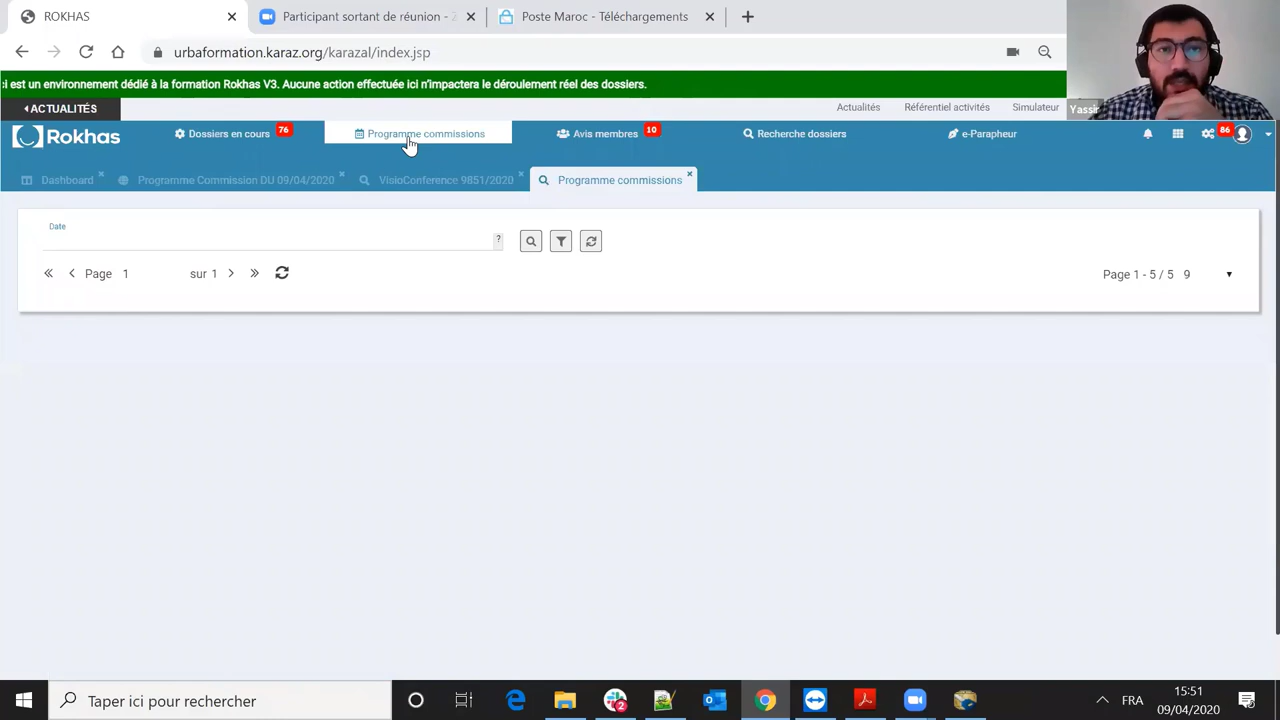 ROKHAS
Participant sortant de réunion - Z
Poste Maroc - Téléchargements
urbaformation.karaz.org/karazal/index.jsp
ci est un environnement dédié à la formation Rokhas V3. Aucune action effectuée ici n'impactera le déroulement réel des dossiers.
ACTUALITÉS
Actualités
Référentiel activités
Simulateur
Yassir
Rokhas
Dossiers en cours 76
Programme commissions
Avis membres 10
Recherche dossiers
e-Parapheur
86
Dashboard
Programme Commission DU 09/04/2020
VisioConference 9851/2020
Programme commissions
Date
?
Page 1 sur 1
Page 1 - 5 / 5 9
Taper ici pour rechercher
2
FRA
15:51
09/04/2020